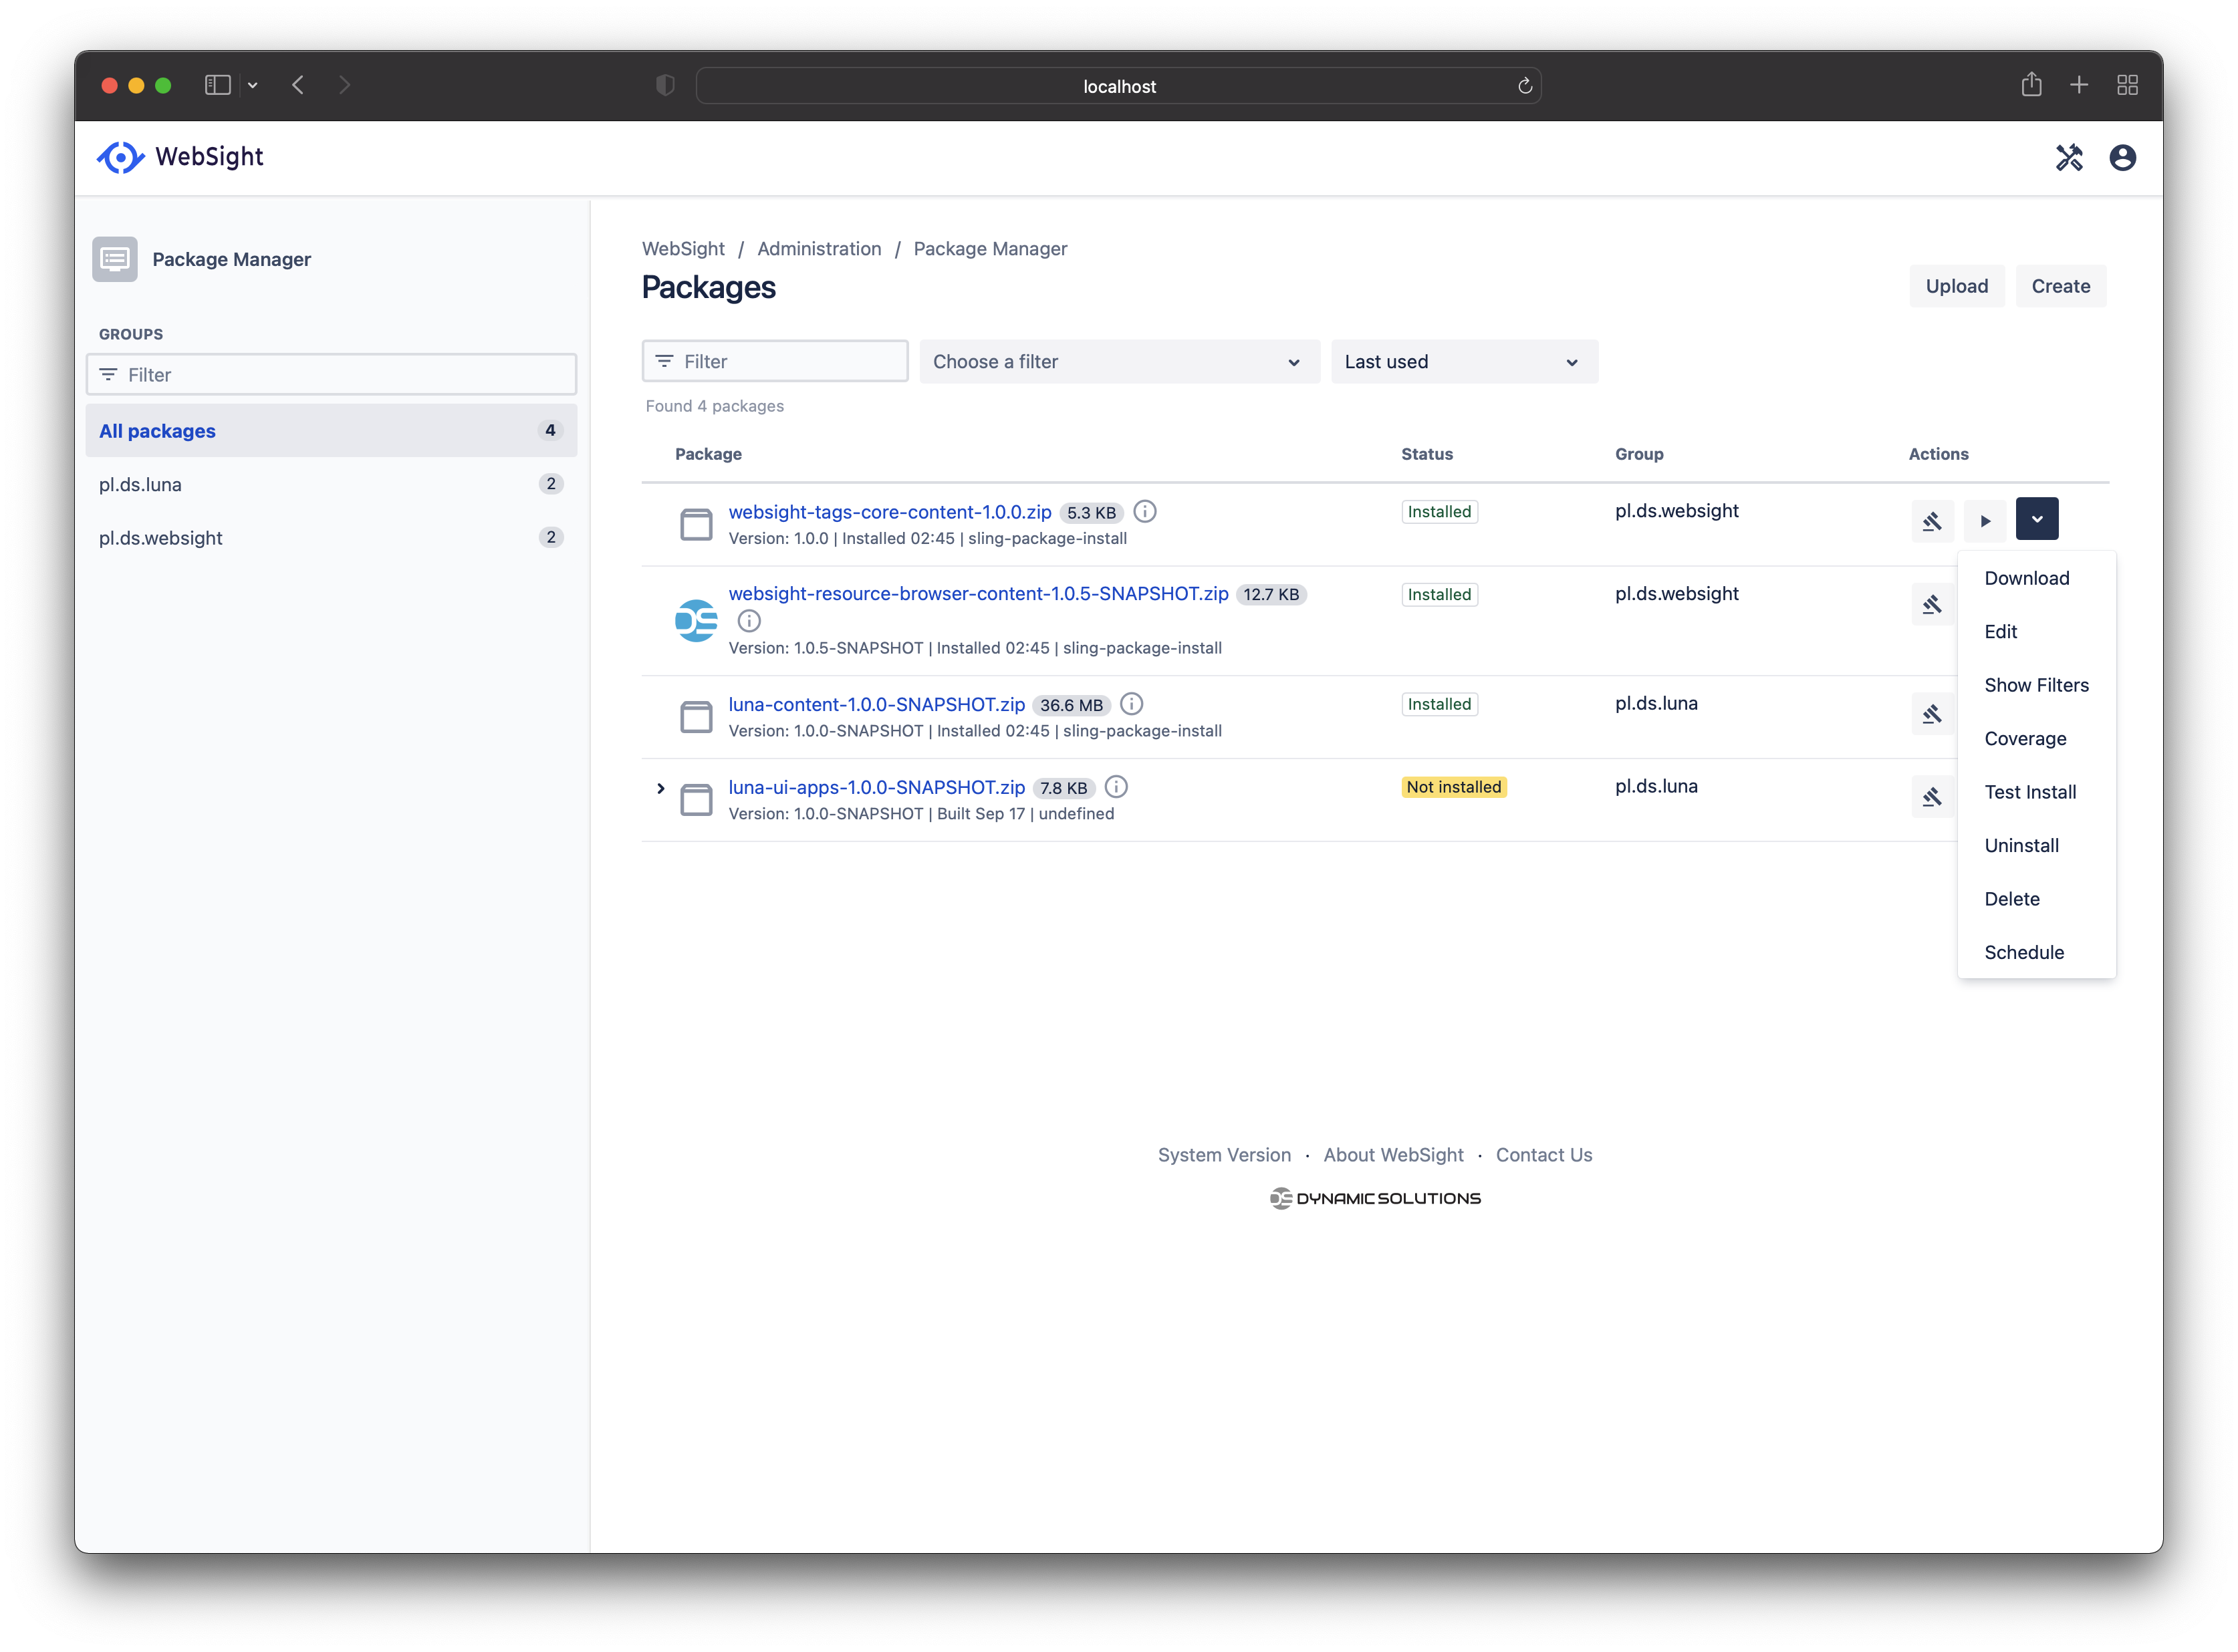 localhost
WebSight
Package Manager
GROUPS
Filter
All packages 4
pl.ds.luna 2
pl.ds.websight 2
WebSight / Administration / Package Manager
Packages
Upload Create
Filter Choose a filter Last used
Found 4 packages
Package Status Group Actions
websight-tags-core-content-1.0.0.zip 5.3 KB Installed pl.ds.websight
Version: 1.0.0 | Installed 02:45 | sling-package-install
websight-resource-browser-content-1.0.5-SNAPSHOT.zip 12.7 KB Installed pl.ds.websight
DS
Version: 1.0.5-SNAPSHOT | Installed 02:45 | sling-package-install
luna-content-1.0.0-SNAPSHOT.zip 36.6 MB Installed pl.ds.luna
Version: 1.0.0-SNAPSHOT | Installed 02:45 | sling-package-install
luna-ui-apps-1.0.0-SNAPSHOT.zip 7.8 KB Not installed pl.ds.luna
Version: 1.0.0-SNAPSHOT | Built Sep 17 | undefined
Download
Edit
Show Filters
Coverage
Test Install
Uninstall
Delete
Schedule
System Version · About WebSight · Contact Us
DS DYNAMIC SOLUTIONS